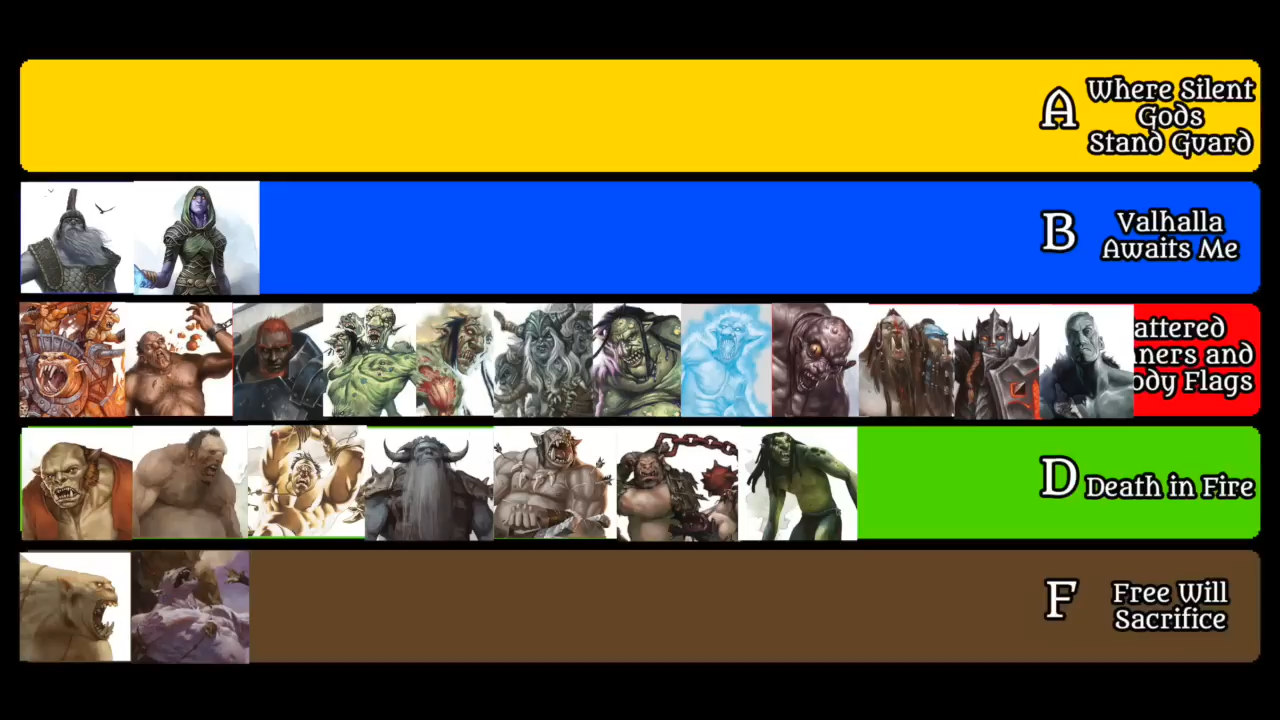 A
Where Silent
Gods
Stand Guard
B
Valhalla
Awaits Me
attered
ners and
ody Flags
D
Death in Fire
F
Free Will
Sacrifice